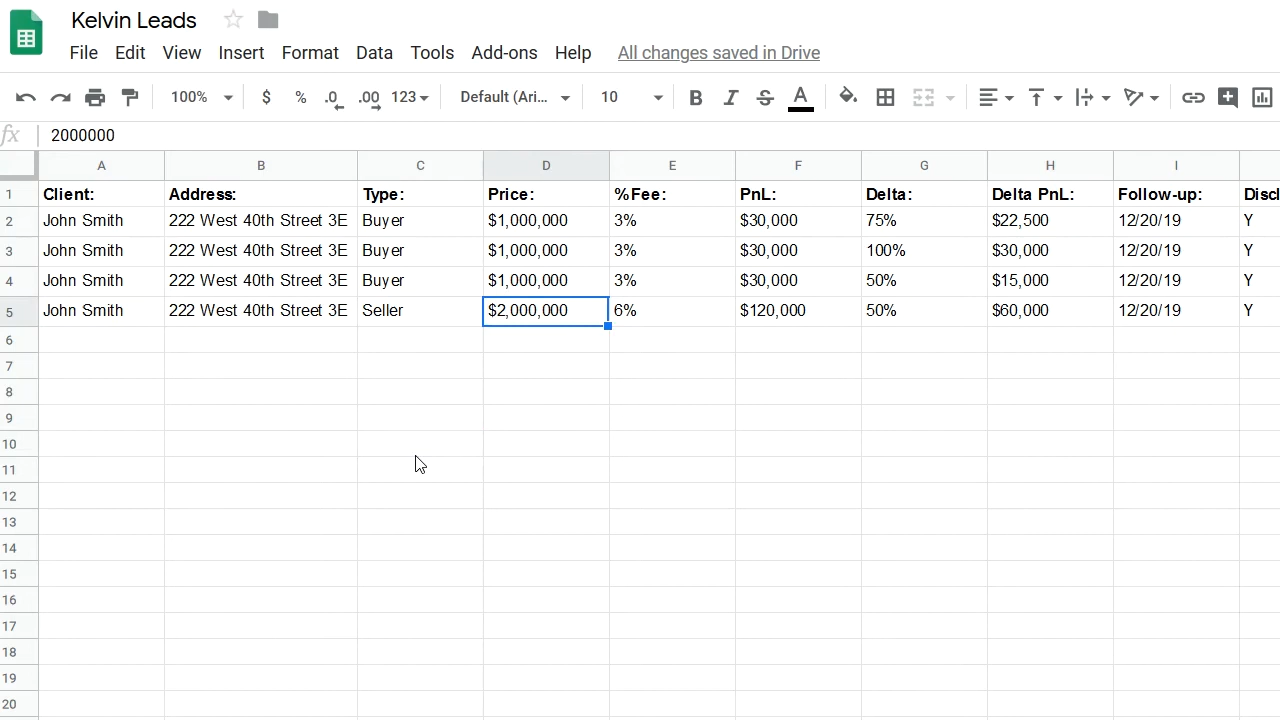 Kelvin Leads
File Edit View Insert Format Data Tools Add-ons Help All changes saved in Drive
100% $ % .0 .00 123 Default (Ari... 10 B I S A
fx 2000000
A B C D E F G H I
1 Client: Address: Type: Price: %Fee: PnL: Delta: Delta PnL: Follow-up: Discl
2 John Smith 222 West 40th Street 3E Buyer $1,000,000 3% $30,000 75% $22,500 12/20/19 Y
3 John Smith 222 West 40th Street 3E Buyer $1,000,000 3% $30,000 100% $30,000 12/20/19 Y
4 John Smith 222 West 40th Street 3E Buyer $1,000,000 3% $30,000 50% $15,000 12/20/19 Y
5 John Smith 222 West 40th Street 3E Seller $2,000,000 6% $120,000 50% $60,000 12/20/19 Y
6
7
8
9
10
11
12
13
14
15
16
17
18
19
20